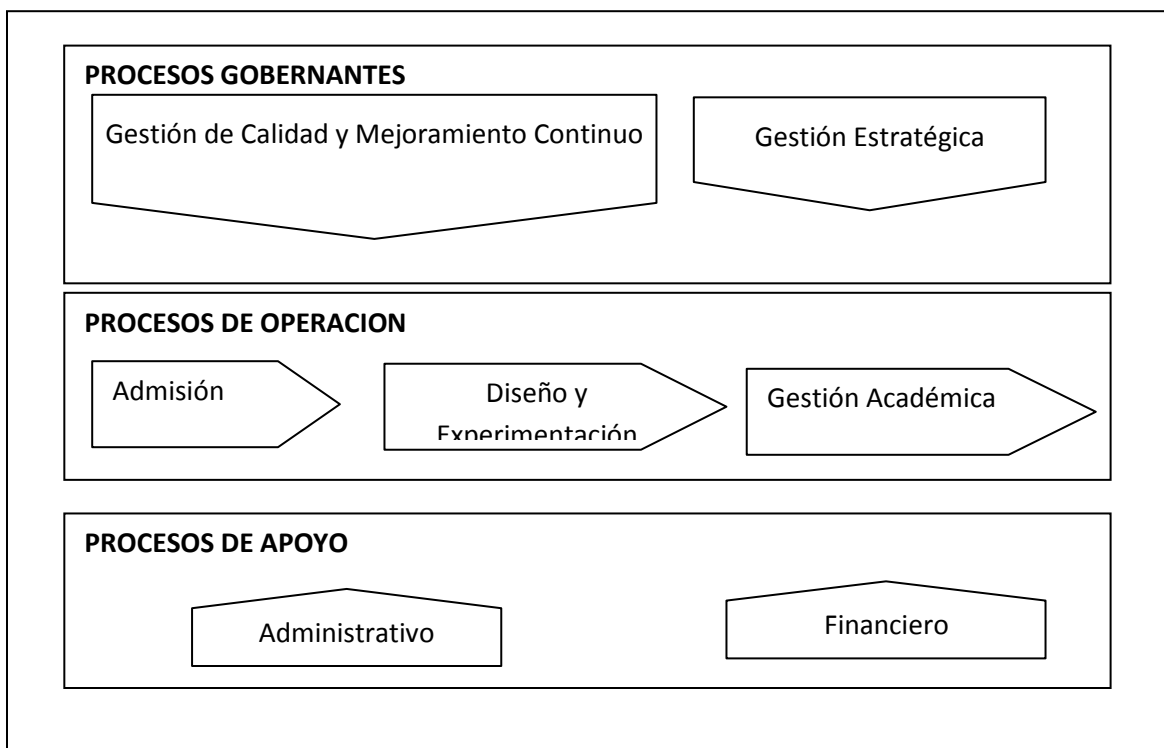 PROCESOS GOBERNANTES
Gestión de Calidad y Mejoramiento Continuo
Gestión Estratégica
PROCESOS DE OPERACION
Admisión
Diseño y
Experimentación
Gestión Académica
PROCESOS DE APOYO
Administrativo
Financiero